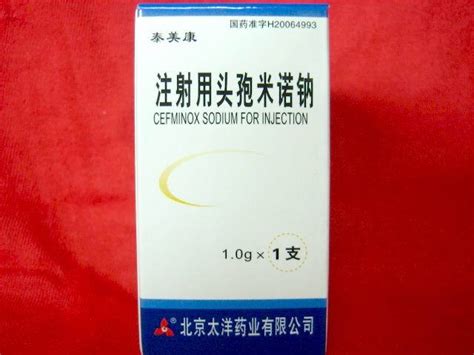 国药准字H20064993
泰美康
注射用头孢米诺钠
CEFMINOX SODIUM FOR INJECTION
1.0g×1支
®
北京太洋药业有限公司